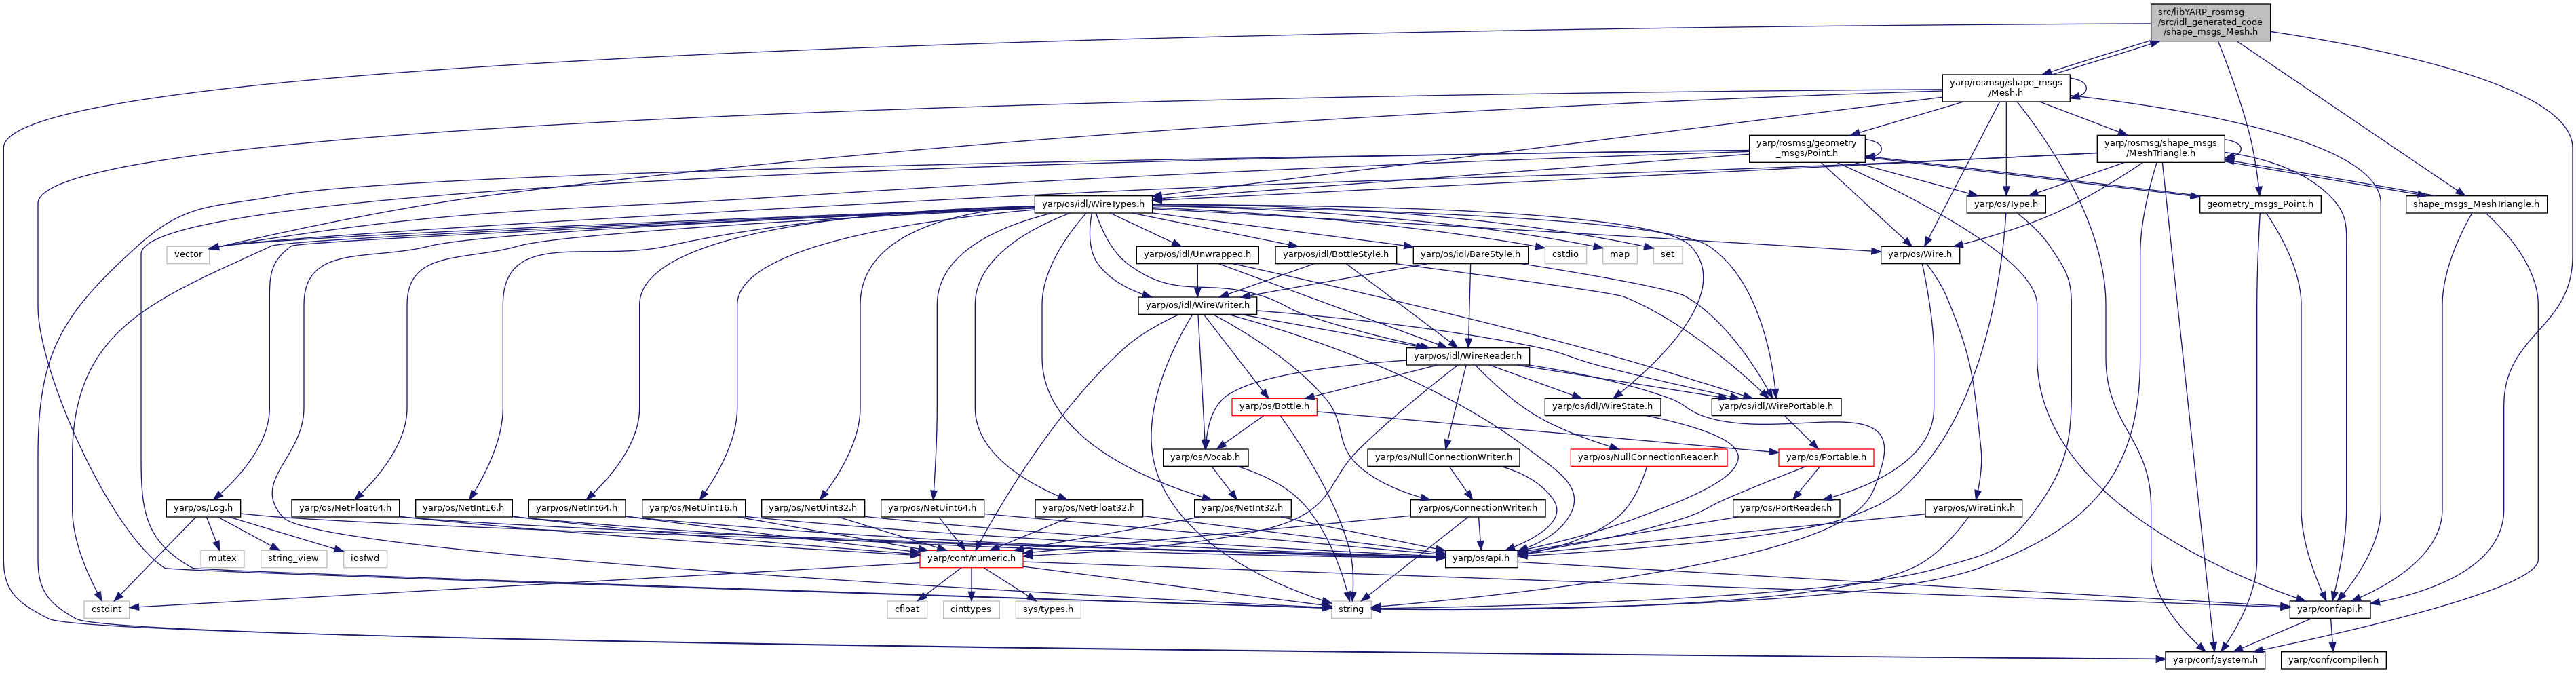 src/libYARP_rosmsg
/src/idl_generated_code
/shape_msgs_Mesh.h
yarp/rosmsg/shape_msgs
/Mesh.h
yarp/rosmsg/geometry
_msgs/Point.h
yarp/rosmsg/shape_msgs
/MeshTriangle.h
yarp/os/idl/WireTypes.h
yarp/os/Type.h
geometry_msgs_Point.h
shape_msgs_MeshTriangle.h
vector
yarp/os/idl/Unwrapped.h
yarp/os/idl/BottleStyle.h
yarp/os/idl/BareStyle.h
cstdio
map
set
yarp/os/Wire.h
yarp/os/idl/WireWriter.h
yarp/os/idl/WireReader.h
yarp/os/Bottle.h
yarp/os/idl/WireState.h
yarp/os/idl/WirePortable.h
yarp/os/Vocab.h
yarp/os/NullConnectionWriter.h
yarp/os/NullConnectionReader.h
yarp/os/Portable.h
yarp/os/Log.h
yarp/os/NetFloat64.h
yarp/os/NetInt16.h
yarp/os/NetInt64.h
yarp/os/NetUint16.h
yarp/os/NetUint32.h
yarp/os/NetUint64.h
yarp/os/NetFloat32.h
yarp/os/NetInt32.h
yarp/os/ConnectionWriter.h
yarp/os/PortReader.h
yarp/os/WireLink.h
mutex
string_view
iosfwd
yarp/conf/numeric.h
yarp/os/api.h
cstdint
cfloat
cinttypes
sys/types.h
string
yarp/conf/api.h
yarp/conf/system.h
yarp/conf/compiler.h